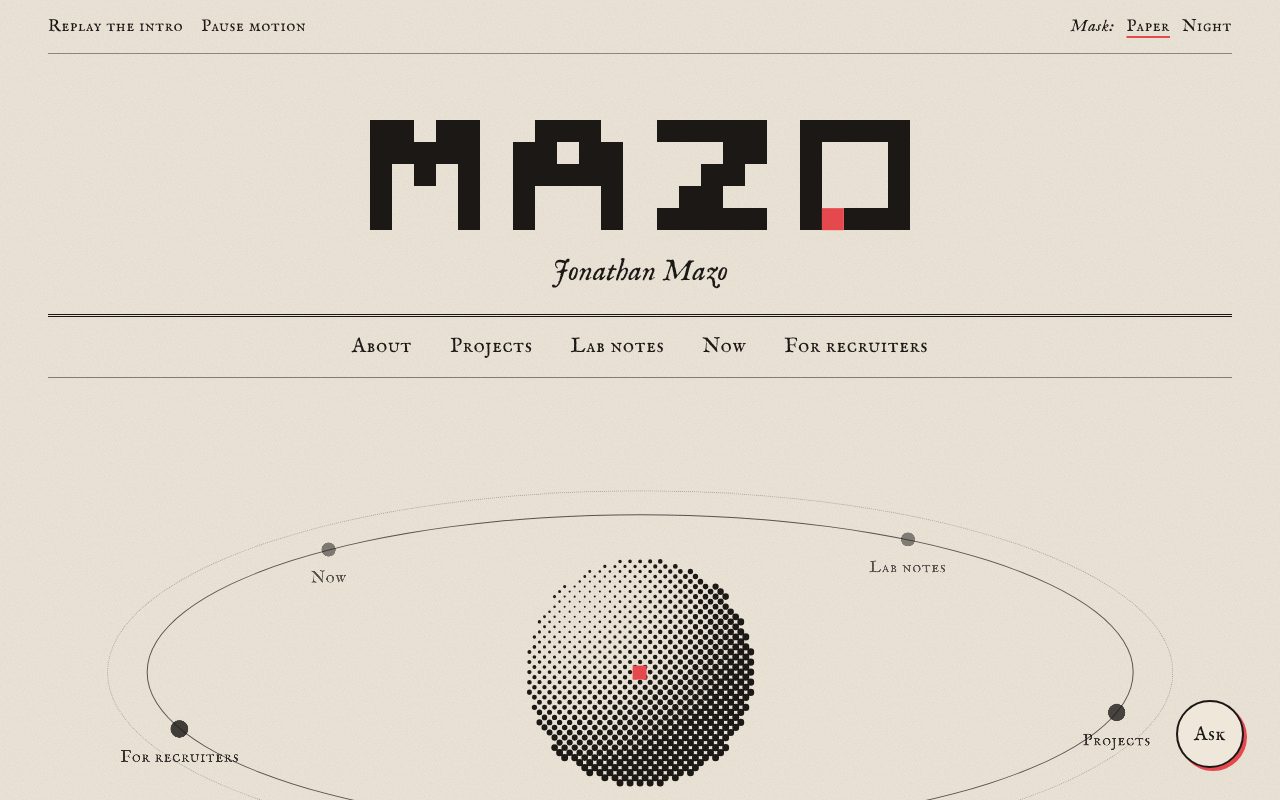 Replay the intro Pause motion
Mask: Paper Night
MAZO
Jonathan Mazo
About Projects Lab notes Now For recruiters
Now
Lab notes
For recruiters
Projects
Ask